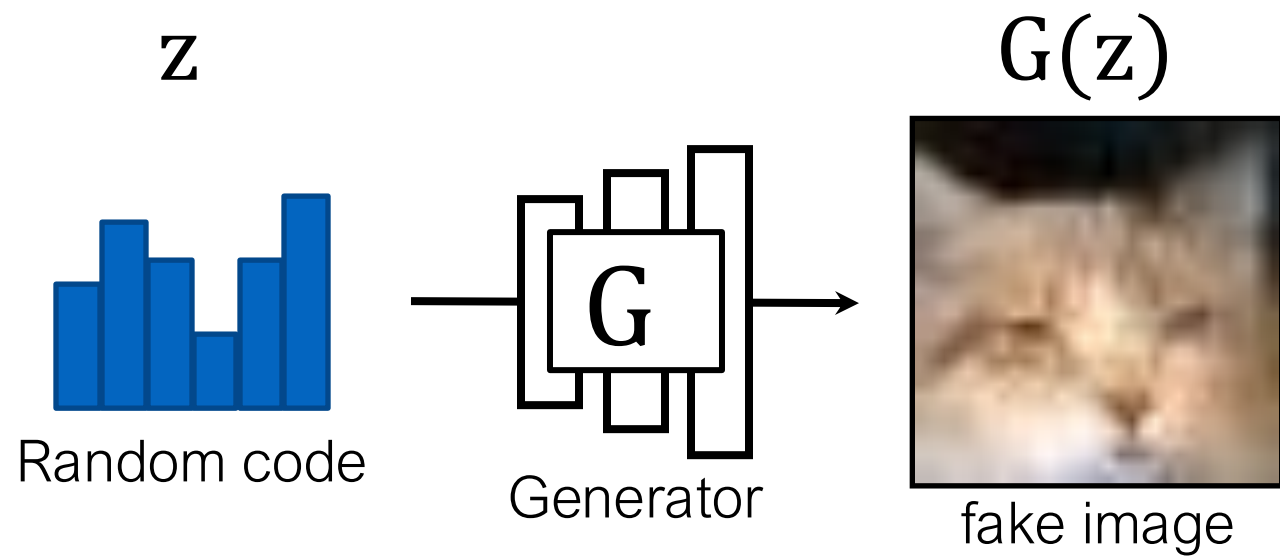 z
G(z)
G
Random code
Generator
fake image